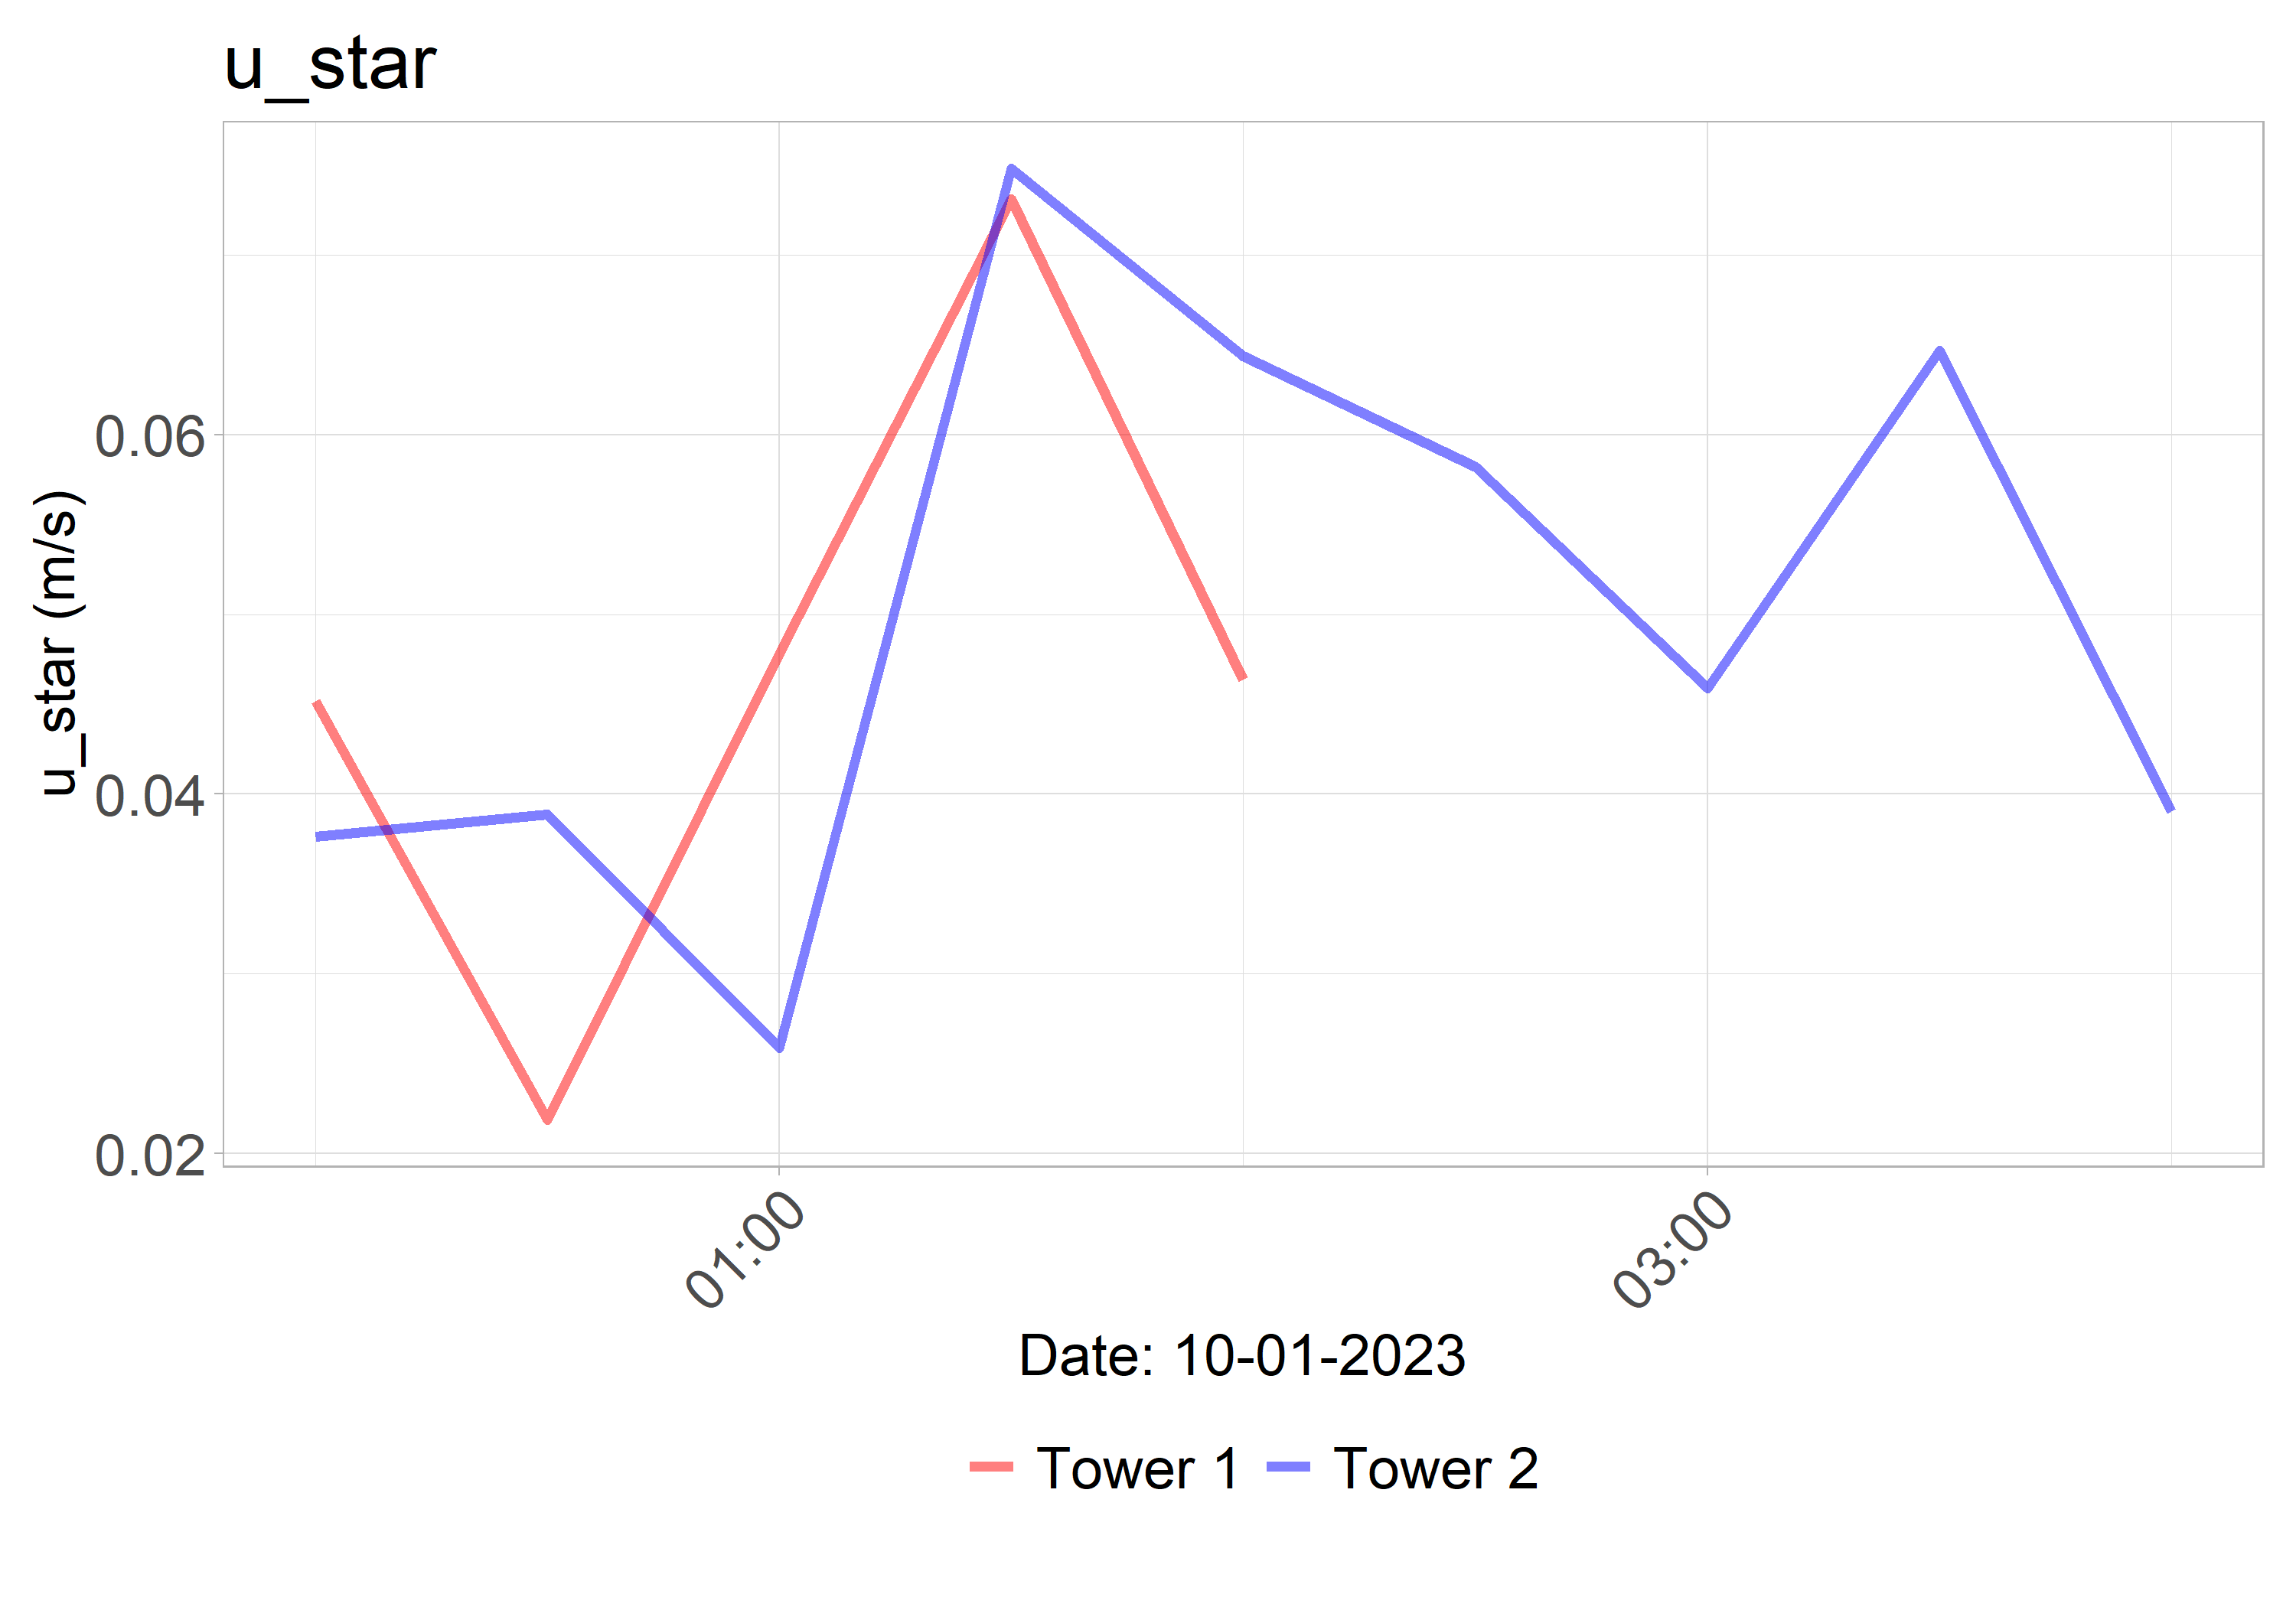 u_star
u_star (m/s)
0.06
0.04
0.02
01:00
03:00
Date: 10-01-2023
Tower 1
Tower 2